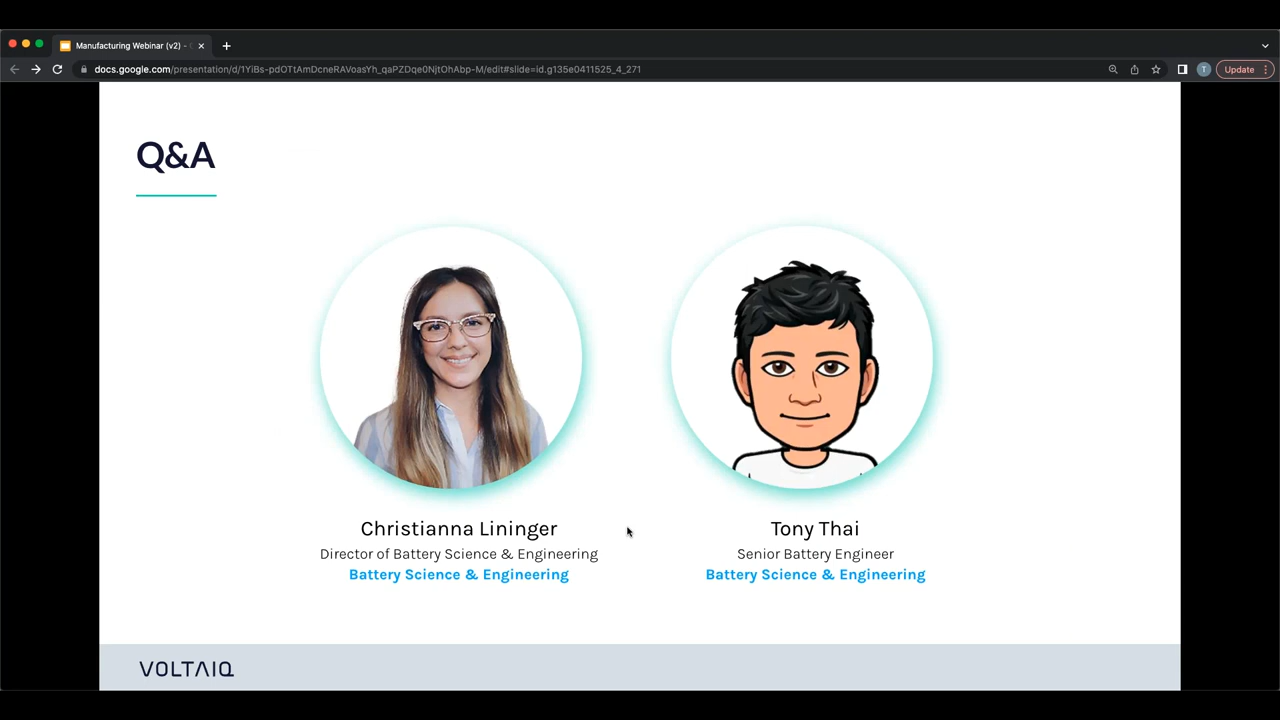 Manufacturing Webinar (v2) -
docs.google.com/presentation/d/1YiBs-pdOTtAmDcneRAVoasYh_qaPZDqe0NjtOhAbp-M/edit#slide=id.g135e0411525_4_271
T
Update
Q&A
Christianna Lininger
Tony Thai
Director of Battery Science & Engineering
Senior Battery Engineer
Battery Science & Engineering
Battery Science & Engineering
VOLTAIQ